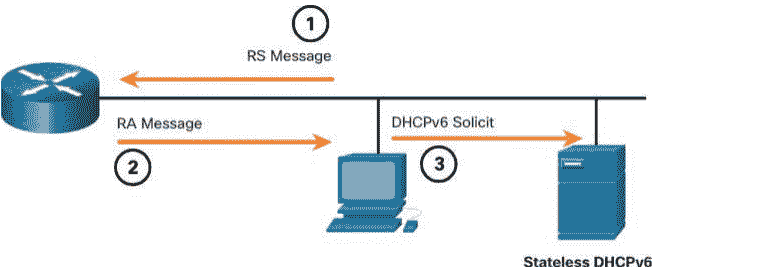 1
RS Message
RA Message
DHCPv6 Solicit
2
3
Stateless DHCPv6